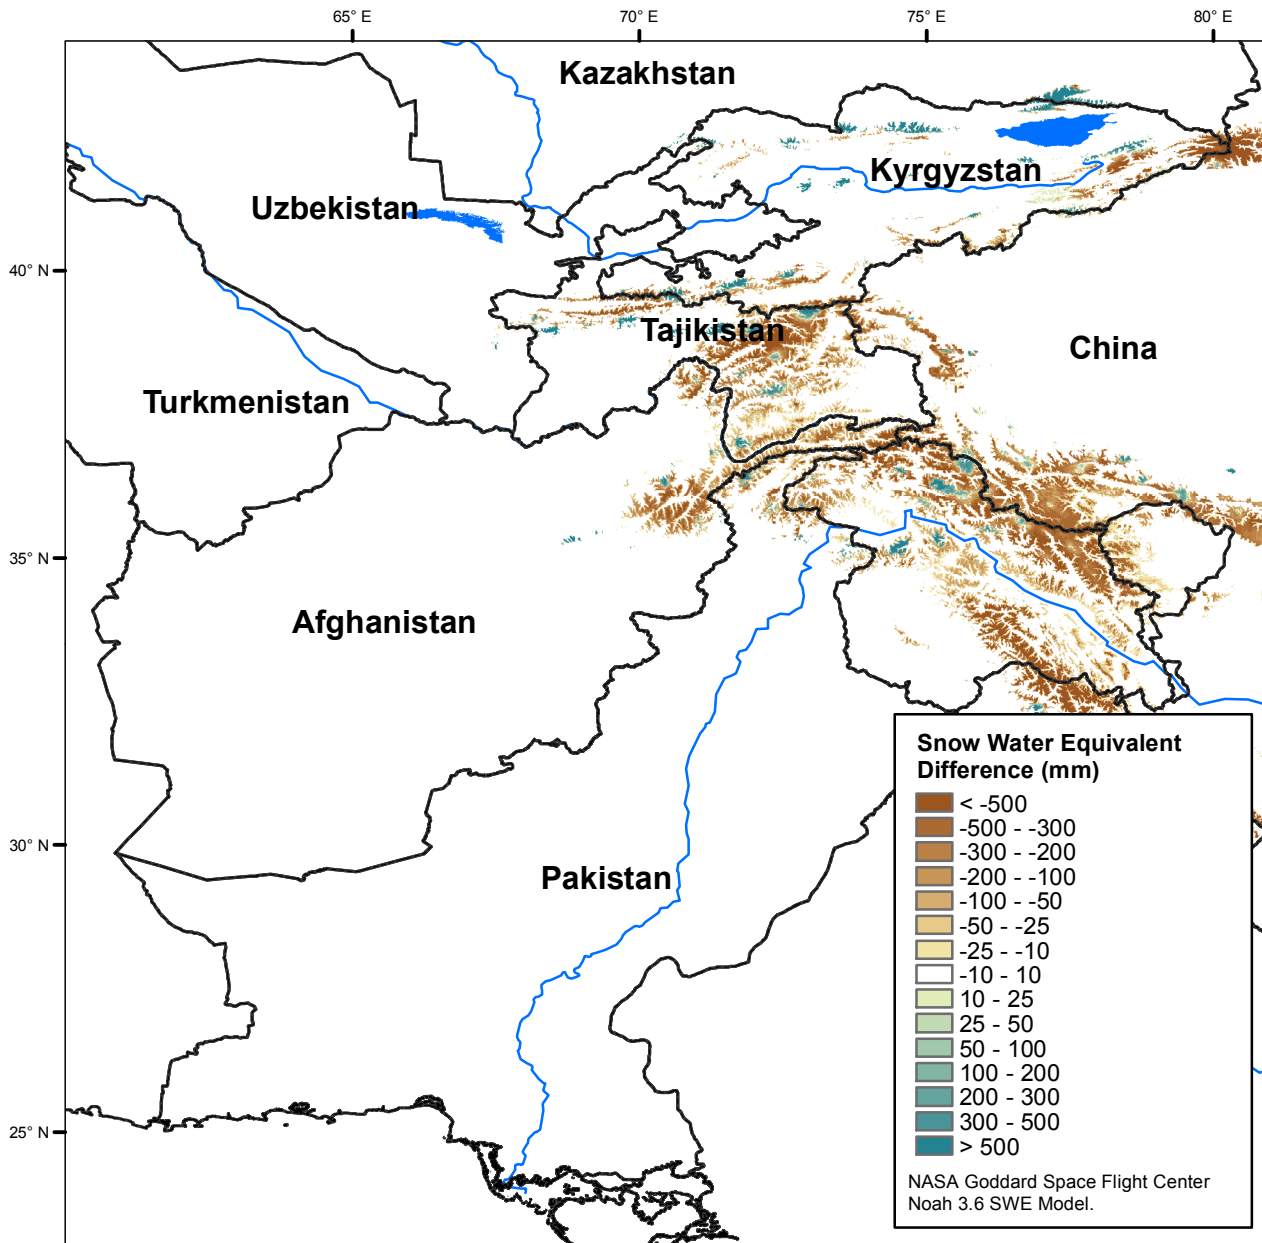 65° E
70° E
75° E
80° E
Kazakhstan
Kyrgyzstan
Uzbekistan
40° N
Tajikistan
China
Turkmenistan
35° N
Afghanistan
30° N
Pakistan
25° N
Snow Water Equivalent
Difference (mm)
< -500
-500 - -300
-300 - -200
-200 - -100
-100 - -50
-50 - -25
-25 - -10
-10 - 10
10 - 25
25 - 50
50 - 100
100 - 200
200 - 300
300 - 500
> 500
NASA Goddard Space Flight Center
Noah 3.6 SWE Model.